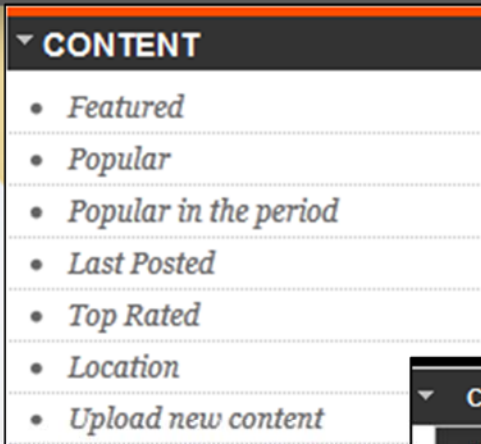 CONTENT
Featured
Popular
Popular in the period
Last Posted
Top Rated
Location
Upload new content